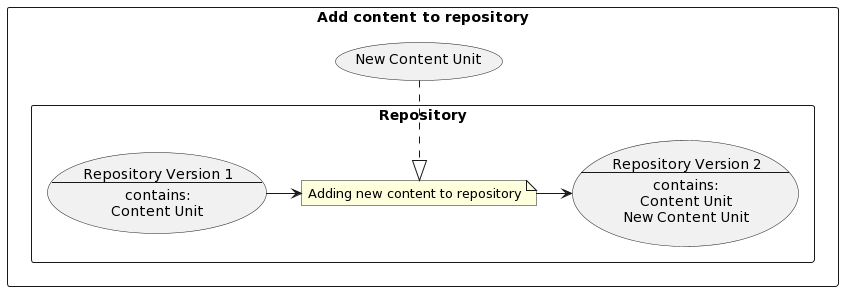 Add content to repository
New Content Unit
Repository
Repository Version 1
contains:
Content Unit
Adding new content to repository
Repository Version 2
contains:
Content Unit
New Content Unit